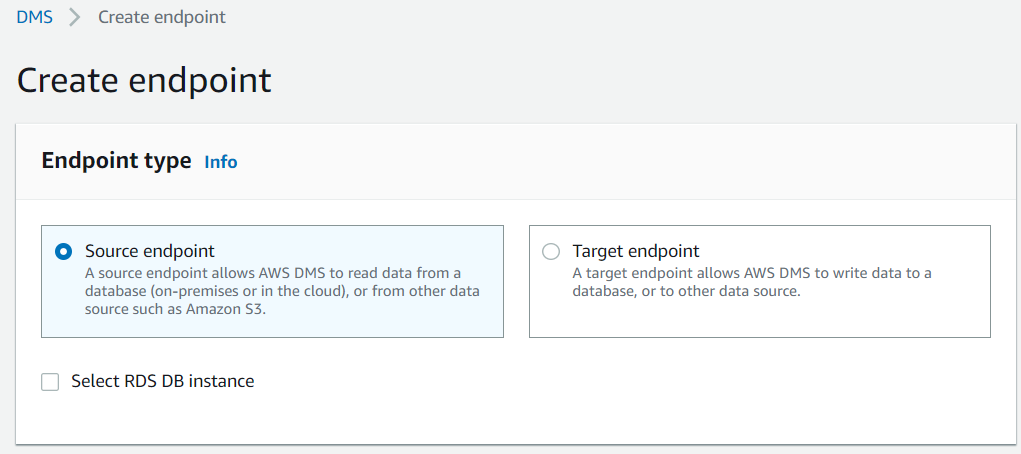 DMS > Create endpoint
Create endpoint
Endpoint type Info
Source endpoint
A source endpoint allows AWS DMS to read data from a
database (on-premises or in the cloud), or from other data
source such as Amazon S3.
Target endpoint
A target endpoint allows AWS DMS to write data to a
database, or to other data source.
Select RDS DB instance